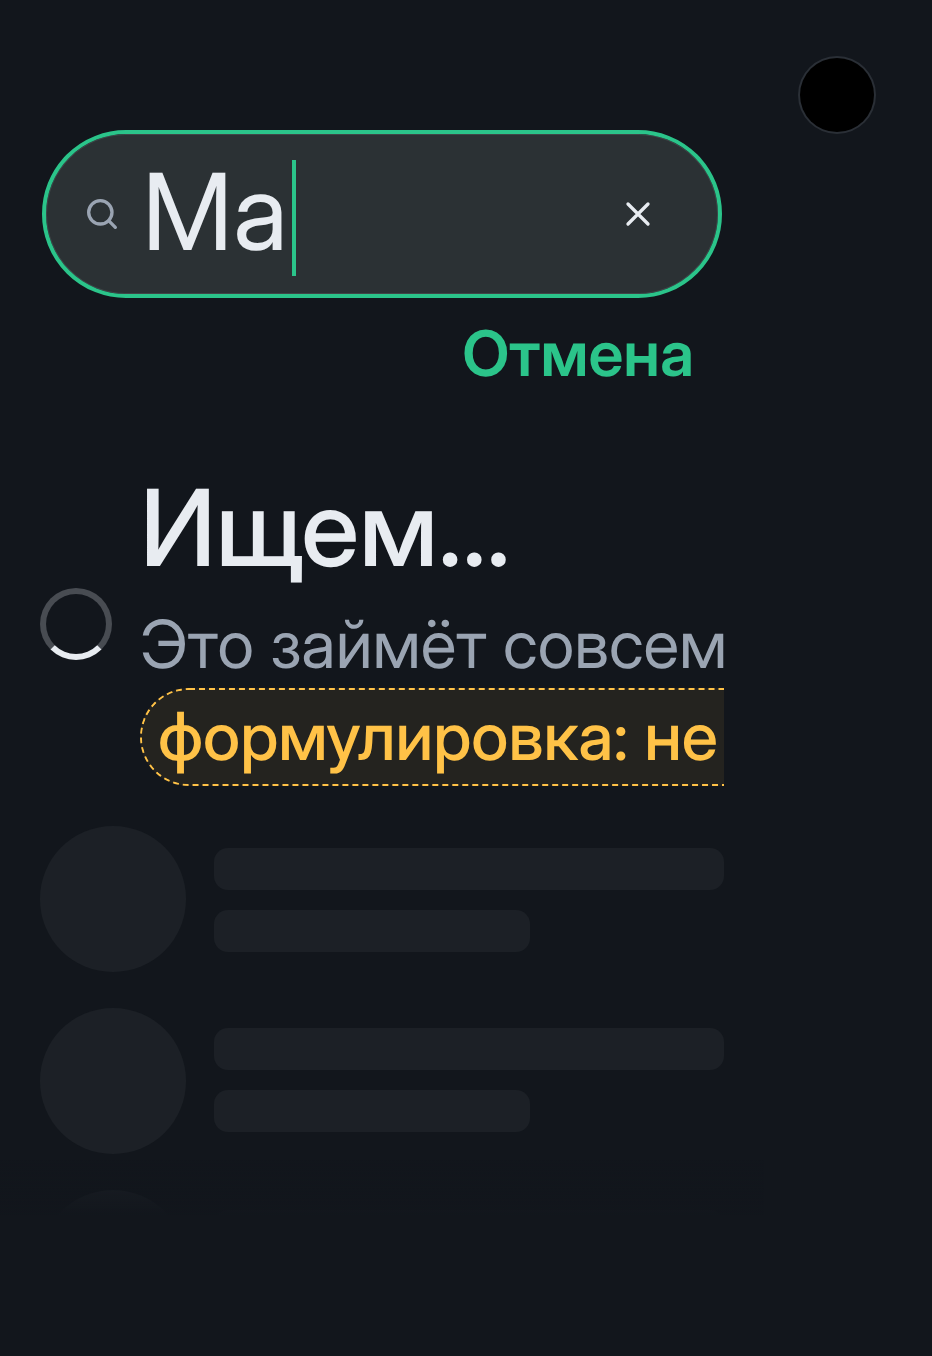 Ма
Отмена
Ищем...
Это займёт совсем
формулировка: не